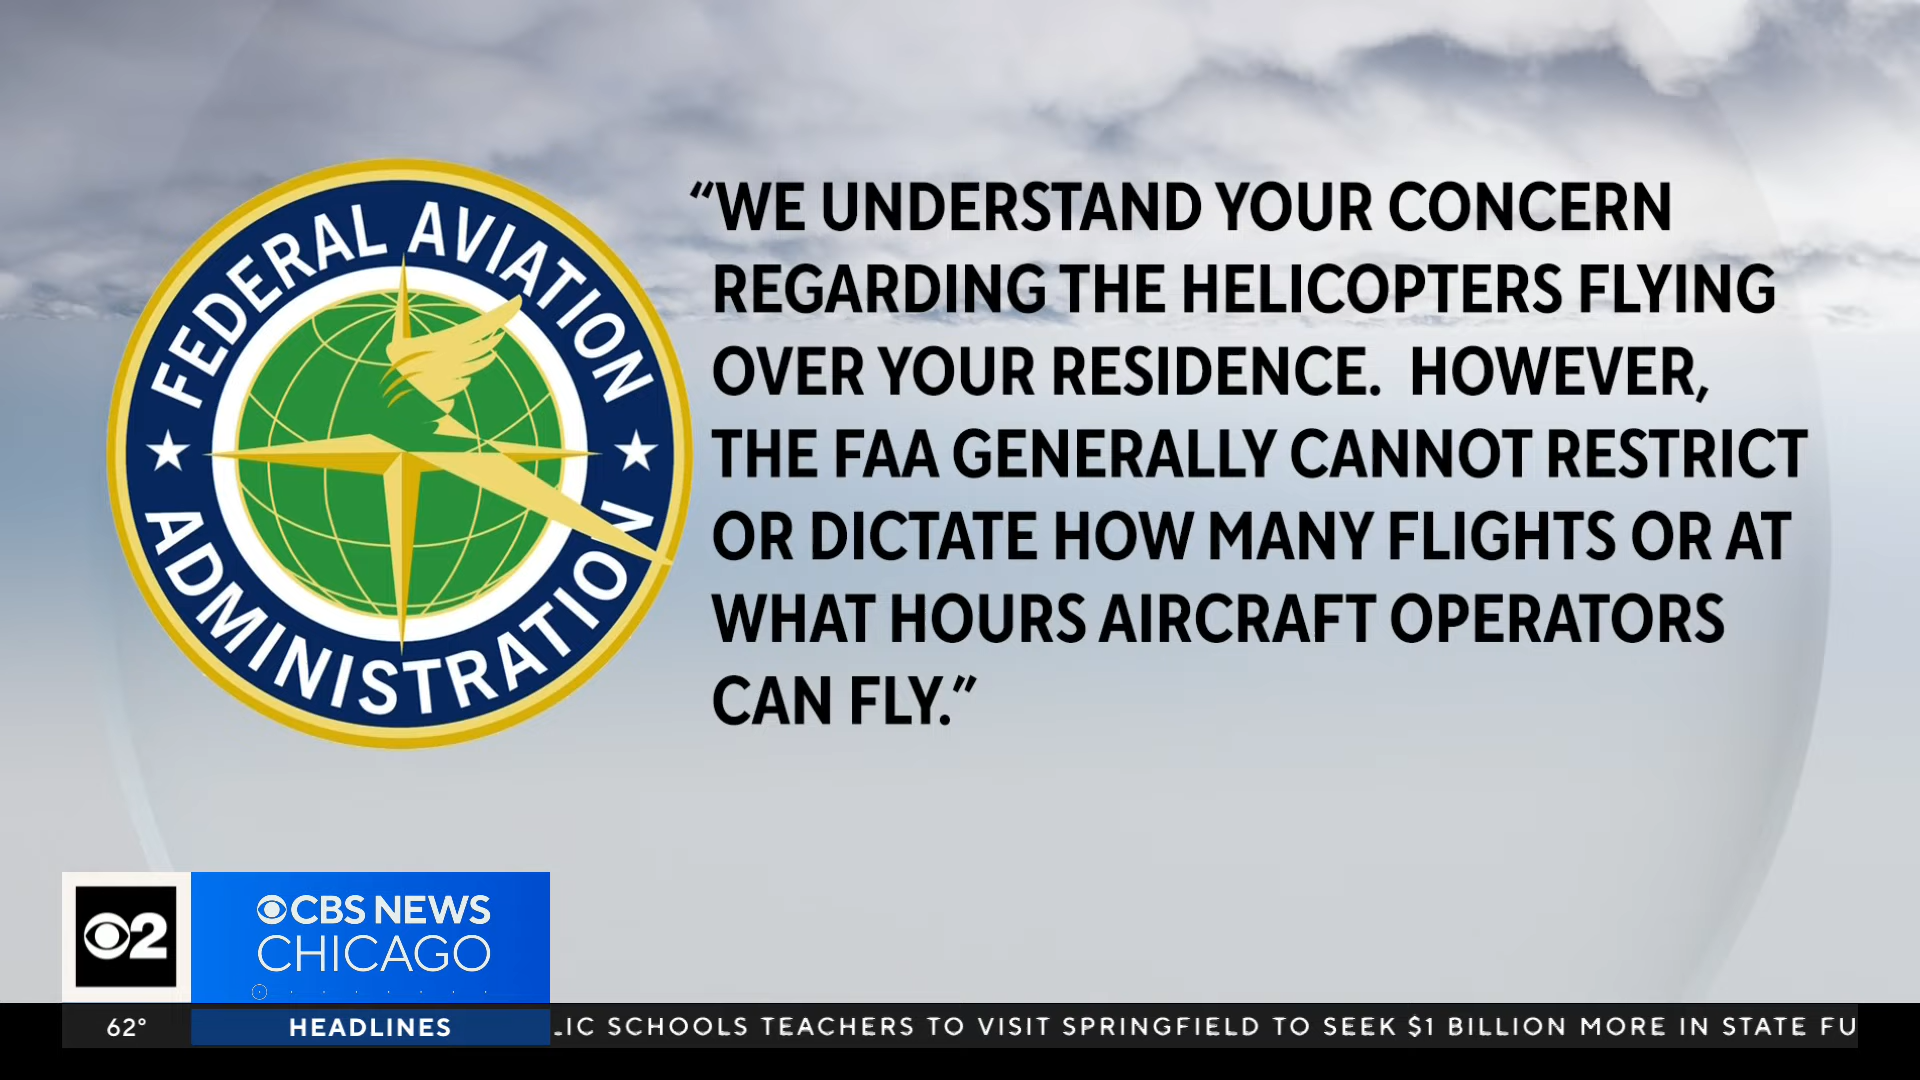 FEDERAL AVIATION
ADMINISTRATION
“WE UNDERSTAND YOUR CONCERN
REGARDING THE HELICOPTERS FLYING
OVER YOUR RESIDENCE. HOWEVER,
THE FAA GENERALLY CANNOT RESTRICT
OR DICTATE HOW MANY FLIGHTS OR AT
WHAT HOURS AIRCRAFT OPERATORS
CAN FLY.”
2
CBS NEWS
CHICAGO
62°
HEADLINES
LIC SCHOOLS TEACHERS TO VISIT SPRINGFIELD TO SEEK $1 BILLION MORE IN STATE FU